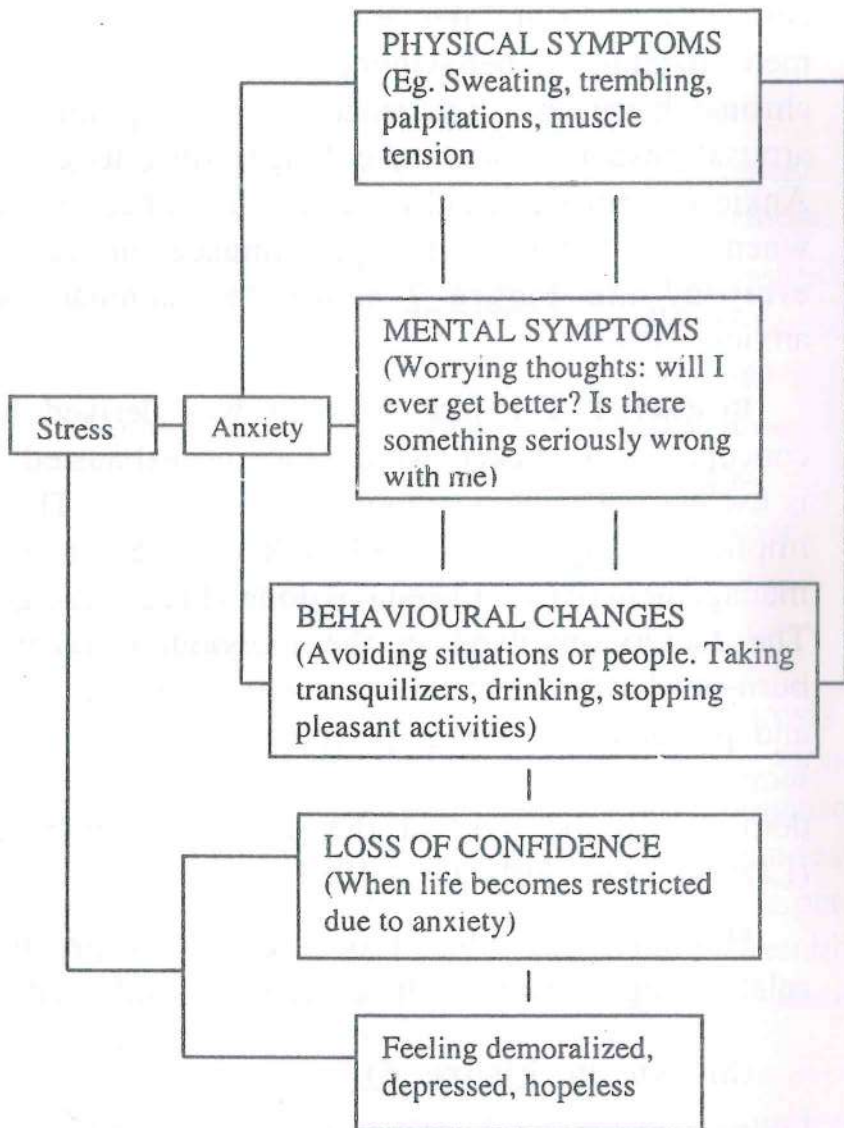 PHYSICAL SYMPTOMS
(Eg. Sweating, trembling,
palpitations, muscle
tension
MENTAL SYMPTOMS
(Worrying thoughts: will I
ever get better? Is there
something seriously wrong
with me)
Stress
Anxiety
BEHAVIOURAL CHANGES
(Avoiding situations or people. Taking
transquilizers, drinking, stopping
pleasant activities)
LOSS OF CONFIDENCE
(When life becomes restricted
due to anxiety)
Feeling demoralized,
depressed, hopeless